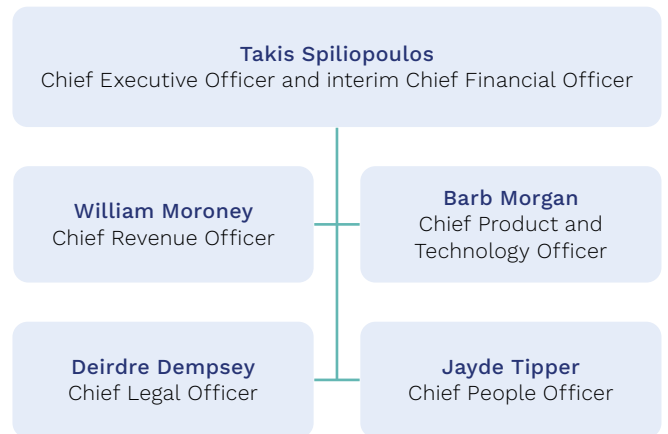 Takis Spiliopoulos
Chief Executive Officer and interim Chief Financial Officer
William Moroney
Chief Revenue Officer
Barb Morgan
Chief Product and
Technology Officer
Deirdre Dempsey
Chief Legal Officer
Jayde Tipper
Chief People Officer